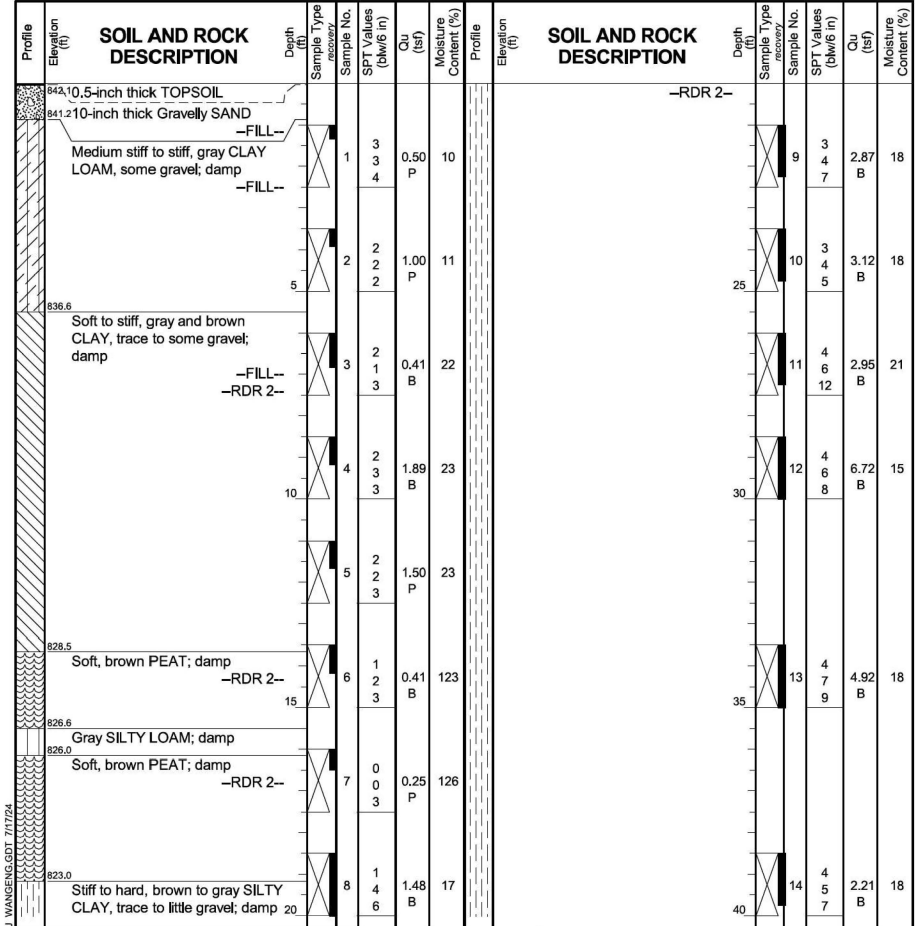 Profile
Elevation (ft)
SOIL AND ROCK DESCRIPTION
Depth (ft)
Sample Type recovery
Sample No.
SPT Values (blw/6 in)
Qu (tsf)
Moisture Content (%)
Profile
Elevation (ft)
SOIL AND ROCK DESCRIPTION
Depth (ft)
Sample Type recovery
Sample No.
SPT Values (blw/6 in)
Qu (tsf)
Moisture Content (%)
842.1 0.5-inch thick TOPSOIL
841.2 10-inch thick Gravelly SAND
--FILL--
Medium stiff to stiff, gray CLAY
LOAM, some gravel; damp
--FILL--
1
3
3
4
0.50
P
10
2
2
2
2
1.00
P
11
5
836.6
Soft to stiff, gray and brown
CLAY, trace to some gravel;
damp
--FILL--
--RDR 2--
3
2
1
3
0.41
B
22
4
2
3
3
1.89
B
23
10
5
2
2
3
1.50
P
23
828.5
Soft, brown PEAT; damp
--RDR 2--
6
1
2
3
0.41
B
123
15
826.6
Gray SILTY LOAM; damp
826.0
Soft, brown PEAT; damp
--RDR 2--
7
0
0
3
0.25
P
126
823.0
Stiff to hard, brown to gray SILTY
CLAY, trace to little gravel; damp
20
8
1
4
6
1.48
B
17
--RDR 2--
9
3
4
7
2.87
B
18
10
3
4
5
3.12
B
18
25
11
4
6
12
2.95
B
21
12
4
6
8
6.72
B
15
30
13
4
7
9
4.92
B
18
35
14
4
5
7
2.21
B
18
40
WANGENG.GDT 7/17/24